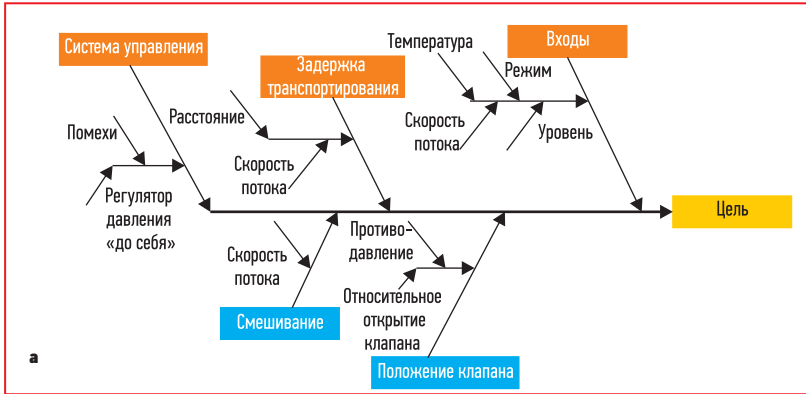 Система управления
Задержка
транспортирования
Входы
Температура
Режим
Скорость
потока
Уровень
Расстояние
Скорость
потока
Помехи
Регулятор
давления
«до себя»
Цель
Скорость
потока
Смешивание
Противо-
давление
Относительное
открытие
клапана
Положение клапана
а